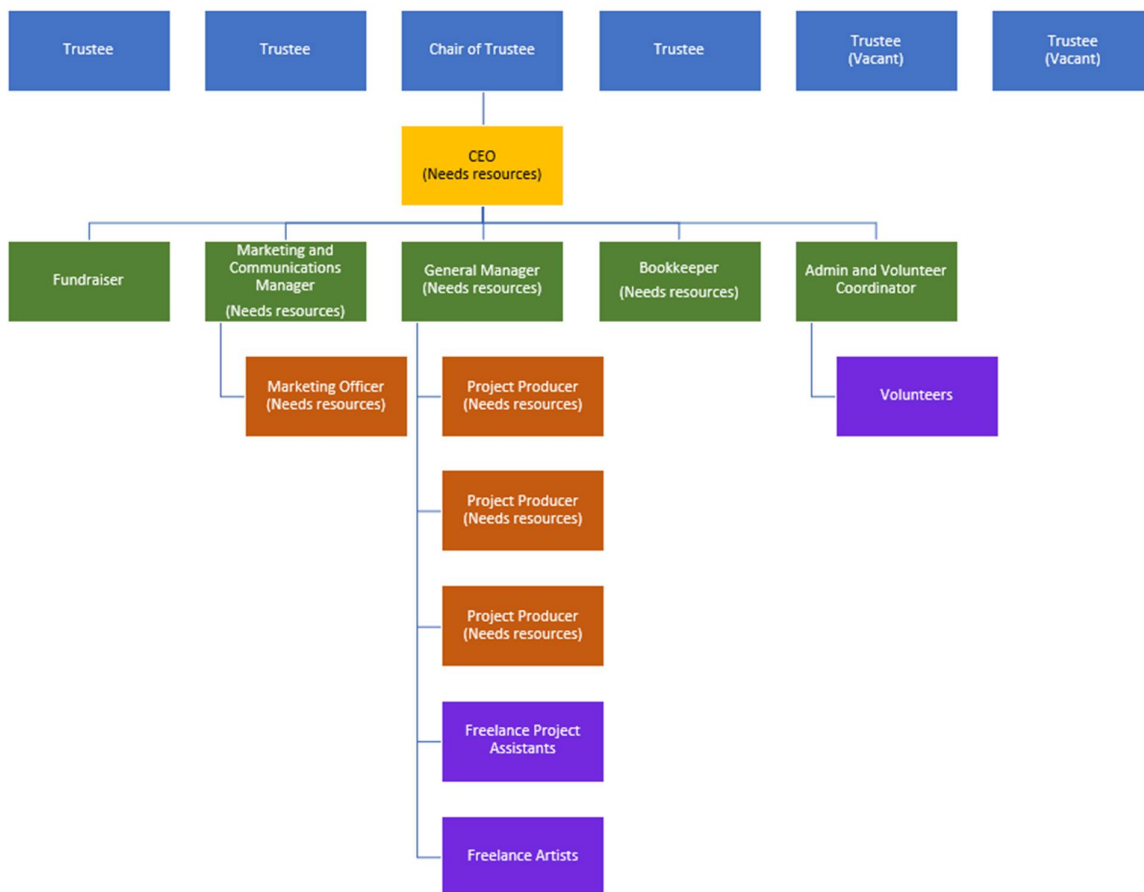 Trustee
Trustee
Chair of Trustee
Trustee
Trustee
(Vacant)
Trustee
(Vacant)
CEO
(Needs resources)
Fundraiser
Marketing and
Communications
Manager
(Needs resources)
General Manager
(Needs resources)
Bookkeeper
(Needs resources)
Admin and Volunteer
Coordinator
Marketing Officer
(Needs resources)
Project Producer
(Needs resources)
Volunteers
Project Producer
(Needs resources)
Project Producer
(Needs resources)
Freelance Project
Assistants
Freelance Artists